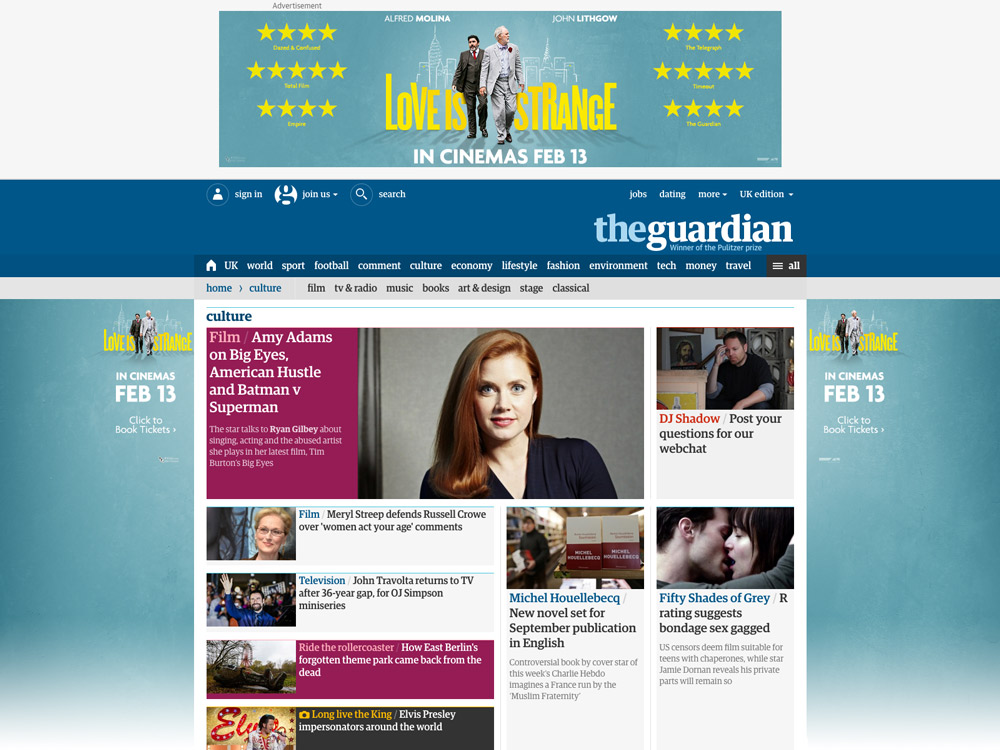 Advertisement
ALFRED MOLINA
JOHN LITHGOW
Dazed & Confused
The Telegraph
Total Film
Timeout
Empire
The Guardian
LOVE IS STRANGE
IN CINEMAS FEB 13
sign in
join us
search
jobs
dating
more
UK edition
theguardian
Winner of the Pulitzer prize
UK world sport football comment culture economy lifestyle fashion environment tech money travel
all
home › culture
film tv & radio music books art & design stage classical
LOVE IS STRANGE
IN CINEMAS
FEB 13
Click to
Book Tickets ›
culture
Film / Amy Adams
on Big Eyes,
American Hustle
and Batman v
Superman
The star talks to Ryan Gilbey about
singing, acting and the abused artist
she plays in her latest film, Tim
Burton's Big Eyes
DJ Shadow / Post your
questions for our
webchat
LOVE IS STRANGE
IN CINEMAS
FEB 13
Click to
Book Tickets ›
Film / Meryl Streep defends Russell Crowe
over 'women act your age' comments
Television / John Travolta returns to TV
after 36-year gap, for OJ Simpson
miniseries
Ride the rollercoaster / How East Berlin's
forgotten theme park came back from the
dead
Elvis
Long live the King / Elvis Presley
impersonators around the world
MICHEL
HOUELLEBECQ
MICHEL
HOUELLEBECQ
Michel Houellebecq /
New novel set for
September publication
in English
Controversial book by cover star of
this week's Charlie Hebdo
imagines a France run by the
'Muslim Fraternity'
Fifty Shades of Grey / R
rating suggests
bondage sex gagged
US censors deem film suitable for
teens with chaperones, while star
Jamie Dornan reveals his private
parts will remain so